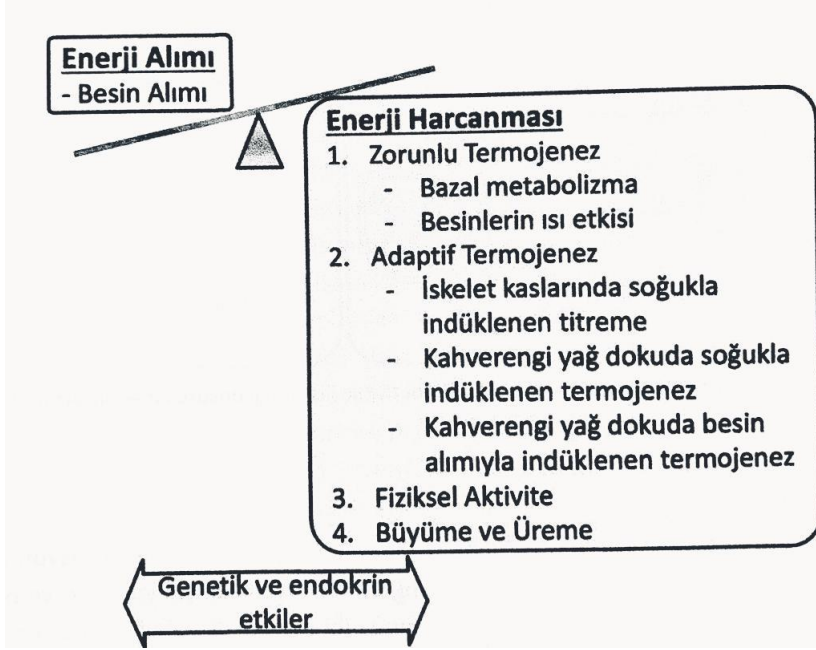 Enerji Alımı
- Besin Alımı
Enerji Harcanması
1. Zorunlu Termojenez
- Bazal metabolizma
- Besinlerin ısı etkisi
2. Adaptif Termojenez
- İskelet kaslarında soğukla
indüklenen titreme
- Kahverengi yağ dokuda soğukla
indüklenen termojenez
- Kahverengi yağ dokuda besin
alımıyla indüklenen termojenez
3. Fiziksel Aktivite
4. Büyüme ve Üreme
Genetik ve endokrin
etkiler